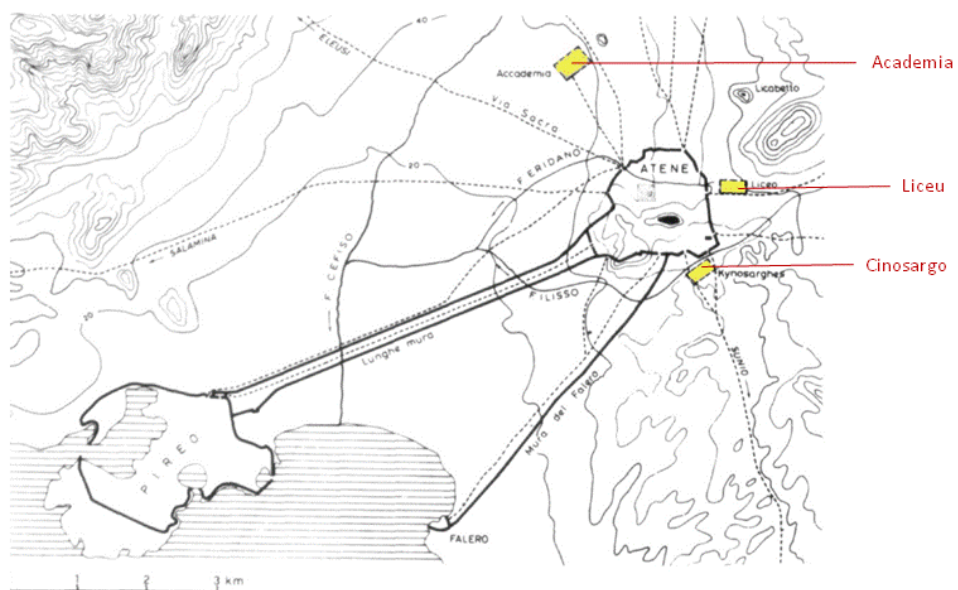 40
ELEUSI
Accademia
Academia
Via Sacra
Licabetto
F. ERIDANO
ATENE
20
Liceo
Liceu
SALAMINA
F. CEFISO
Kynosarghes
Cinosargo
F. ILISSO
20
Lunghe mura
SUNIO
Mura del Falero
PIREO
FALERO
1 2 3 km